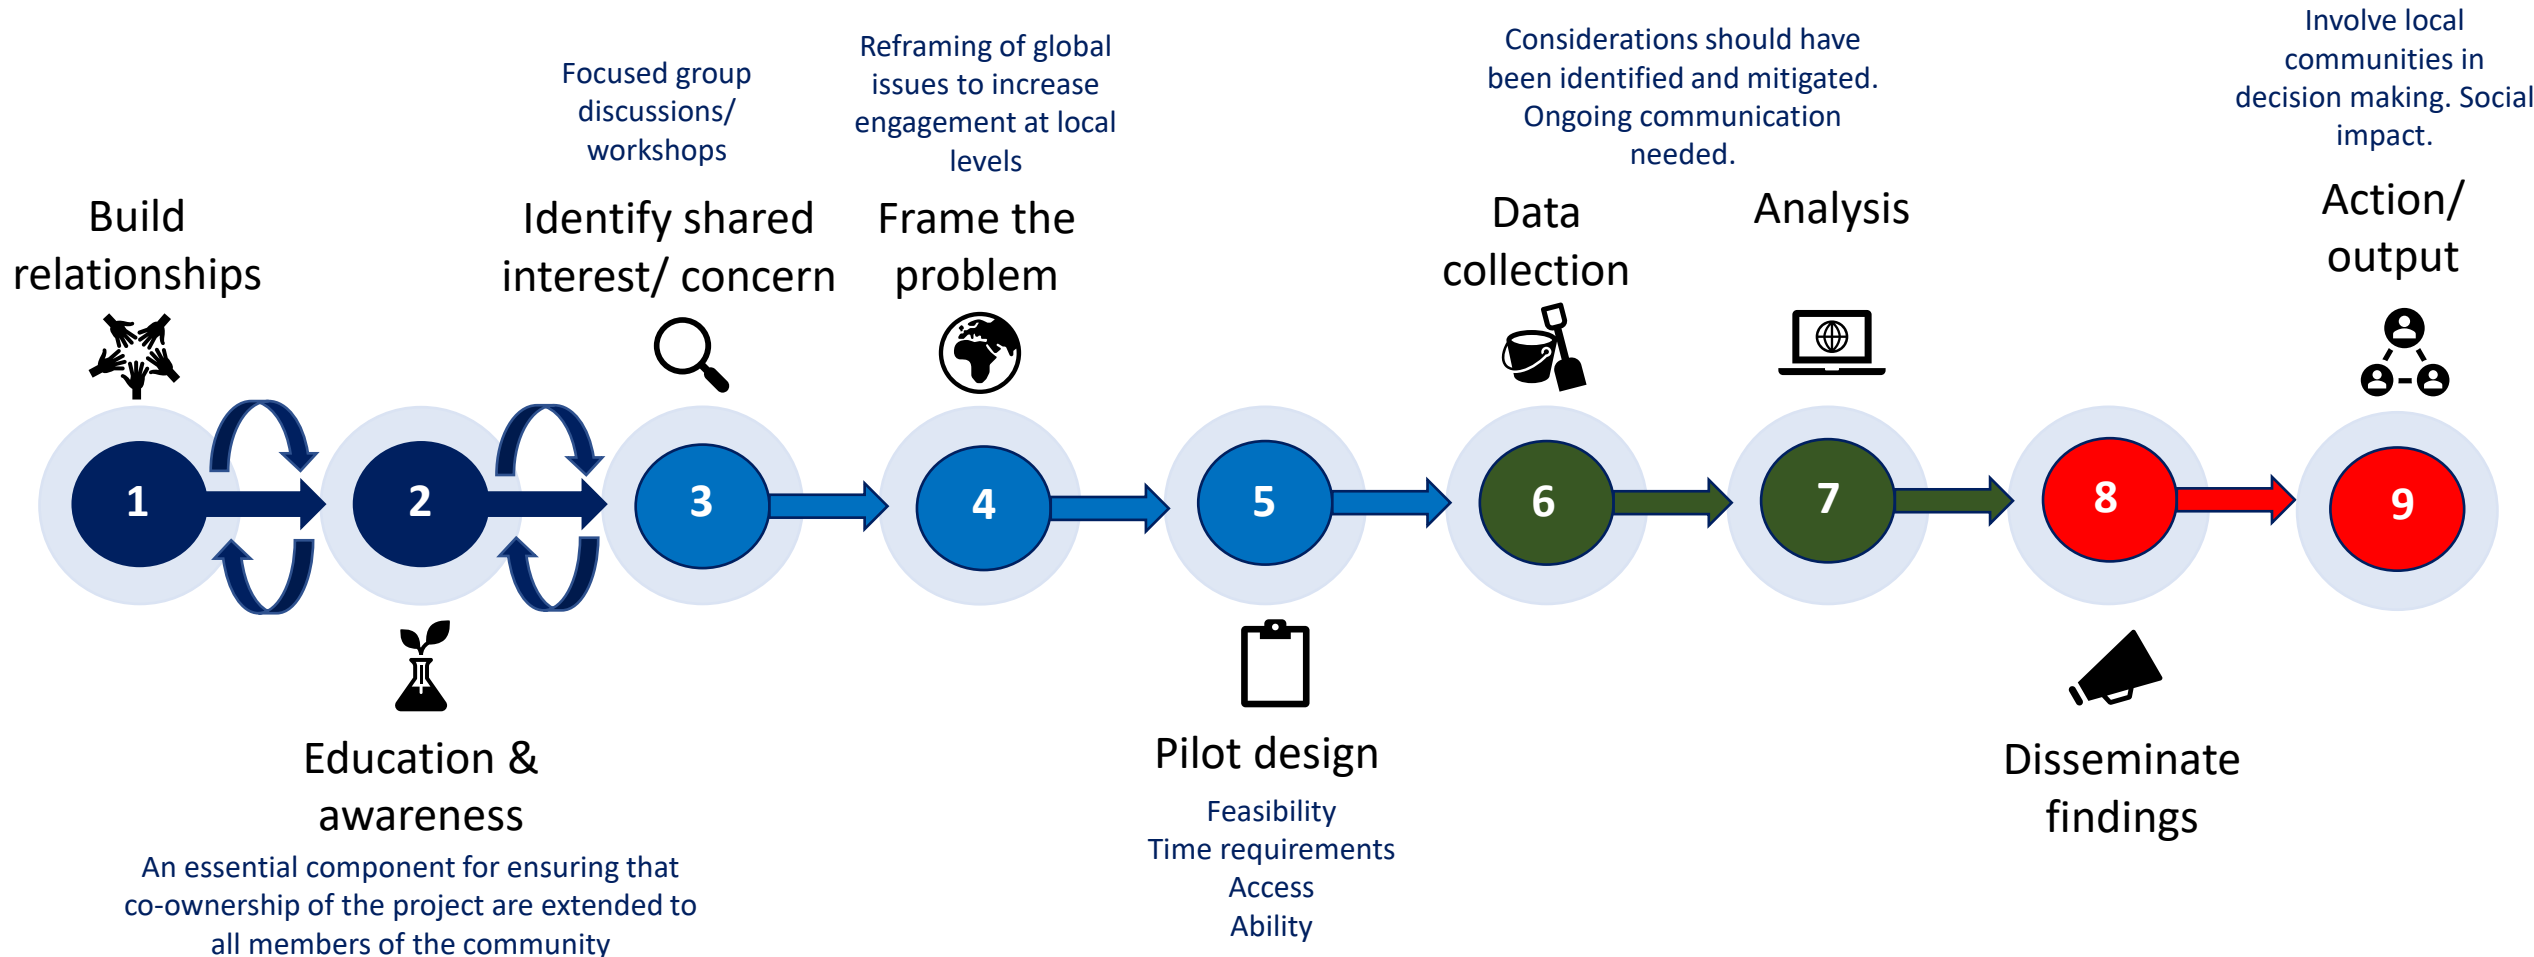 Build
relationships
1
2
Education &
awareness
An essential component for ensuring that
co-ownership of the project are extended to
all members of the community
Focused group
discussions/
workshops
Identify shared
interest/ concern
3
Reframing of global
issues to increase
engagement at local
levels
Frame the
problem
4
5
Pilot design
Feasibility
Time requirements
Access
Ability
Considerations should have
been identified and mitigated.
Ongoing communication
needed.
Data
collection
6
Analysis
7
8
Disseminate
findings
Involve local
communities in
decision making. Social
impact.
Action/
output
9